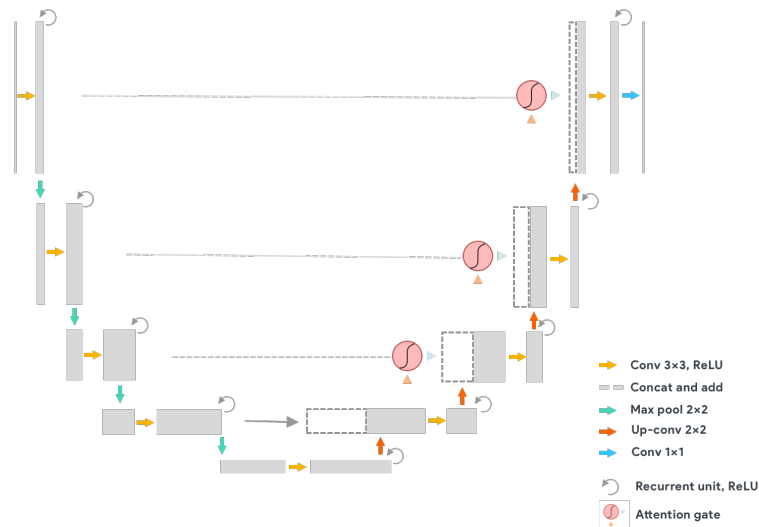 Conv 3×3, ReLU
Concat and add
Max pool 2×2
Up-conv 2×2
Conv 1×1
Recurrent unit, ReLU
Attention gate